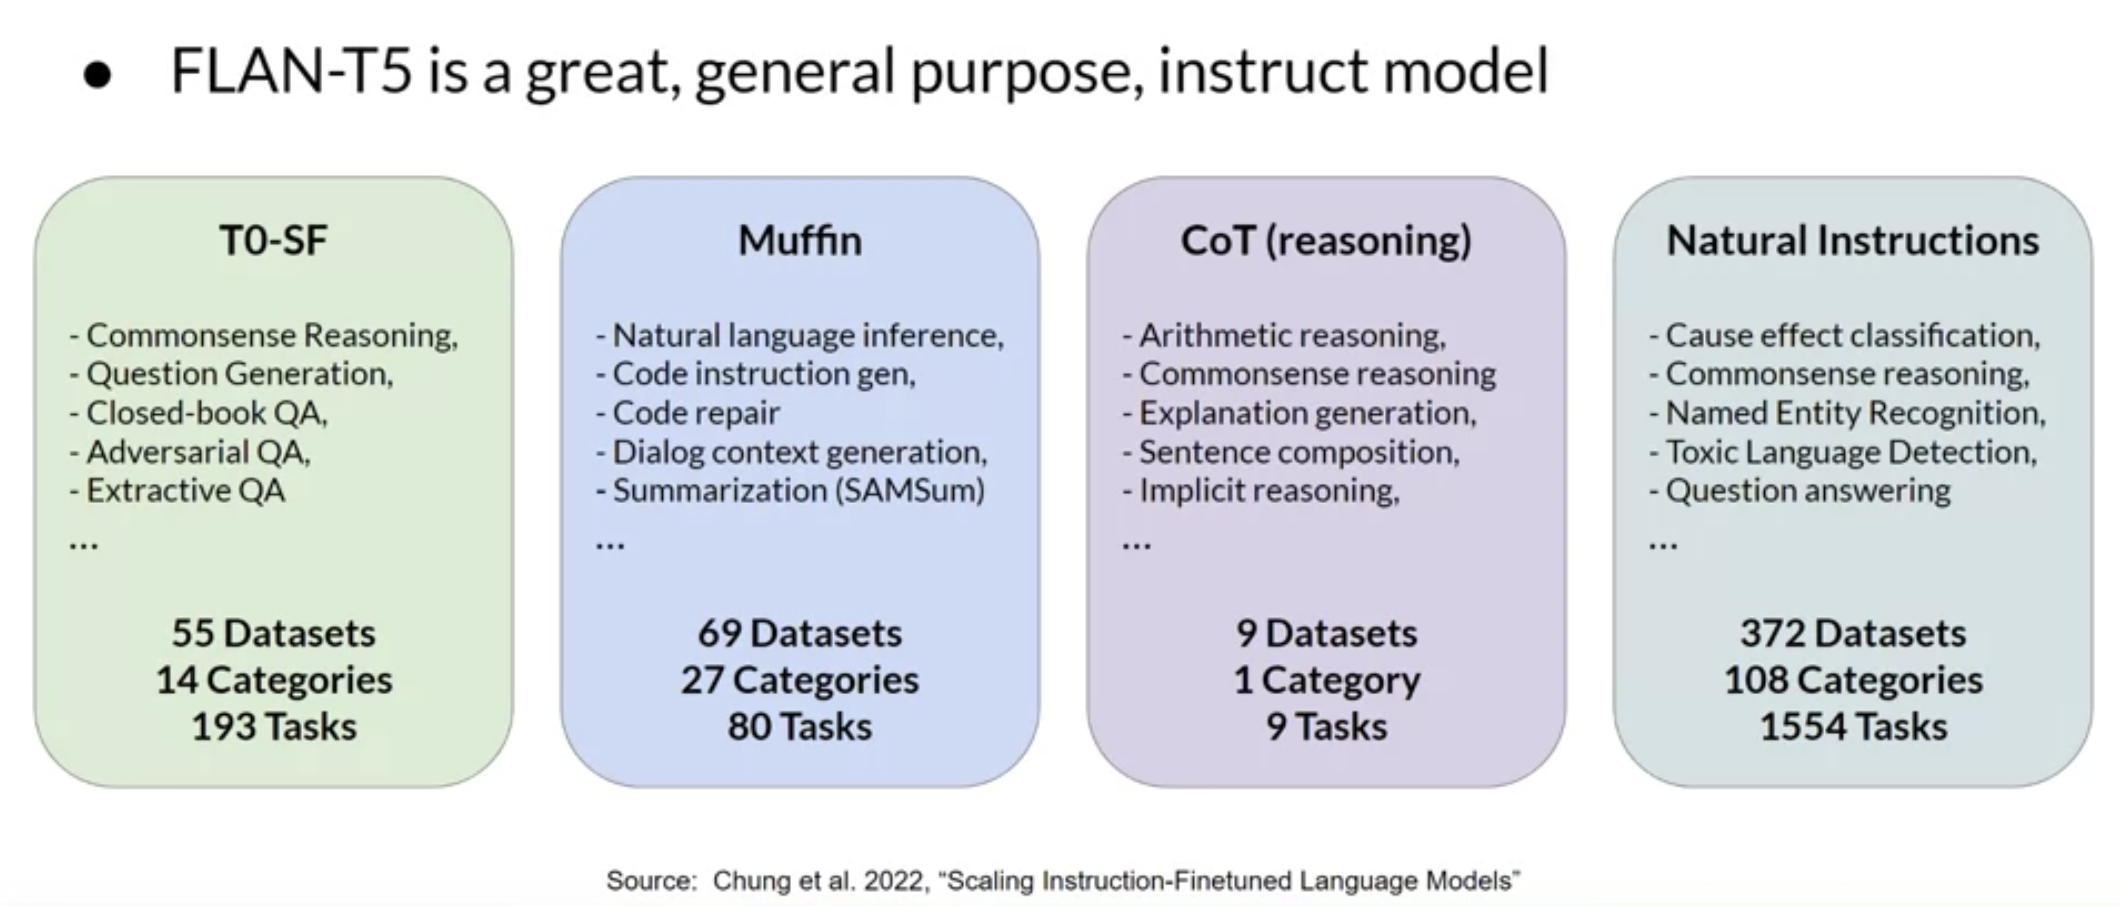 ● FLAN-T5 is a great, general purpose, instruct model
T0-SF
- Commonsense Reasoning,
- Question Generation,
- Closed-book QA,
- Adversarial QA,
- Extractive QA
...
55 Datasets
14 Categories
193 Tasks
Muffin
- Natural language inference,
- Code instruction gen,
- Code repair
- Dialog context generation,
- Summarization (SAMSum)
...
69 Datasets
27 Categories
80 Tasks
CoT (reasoning)
- Arithmetic reasoning,
- Commonsense reasoning
- Explanation generation,
- Sentence composition,
- Implicit reasoning,
...
9 Datasets
1 Category
9 Tasks
Natural Instructions
- Cause effect classification,
- Commonsense reasoning,
- Named Entity Recognition,
- Toxic Language Detection,
- Question answering
...
372 Datasets
108 Categories
1554 Tasks
Source: Chung et al. 2022, “Scaling Instruction-Finetuned Language Models”